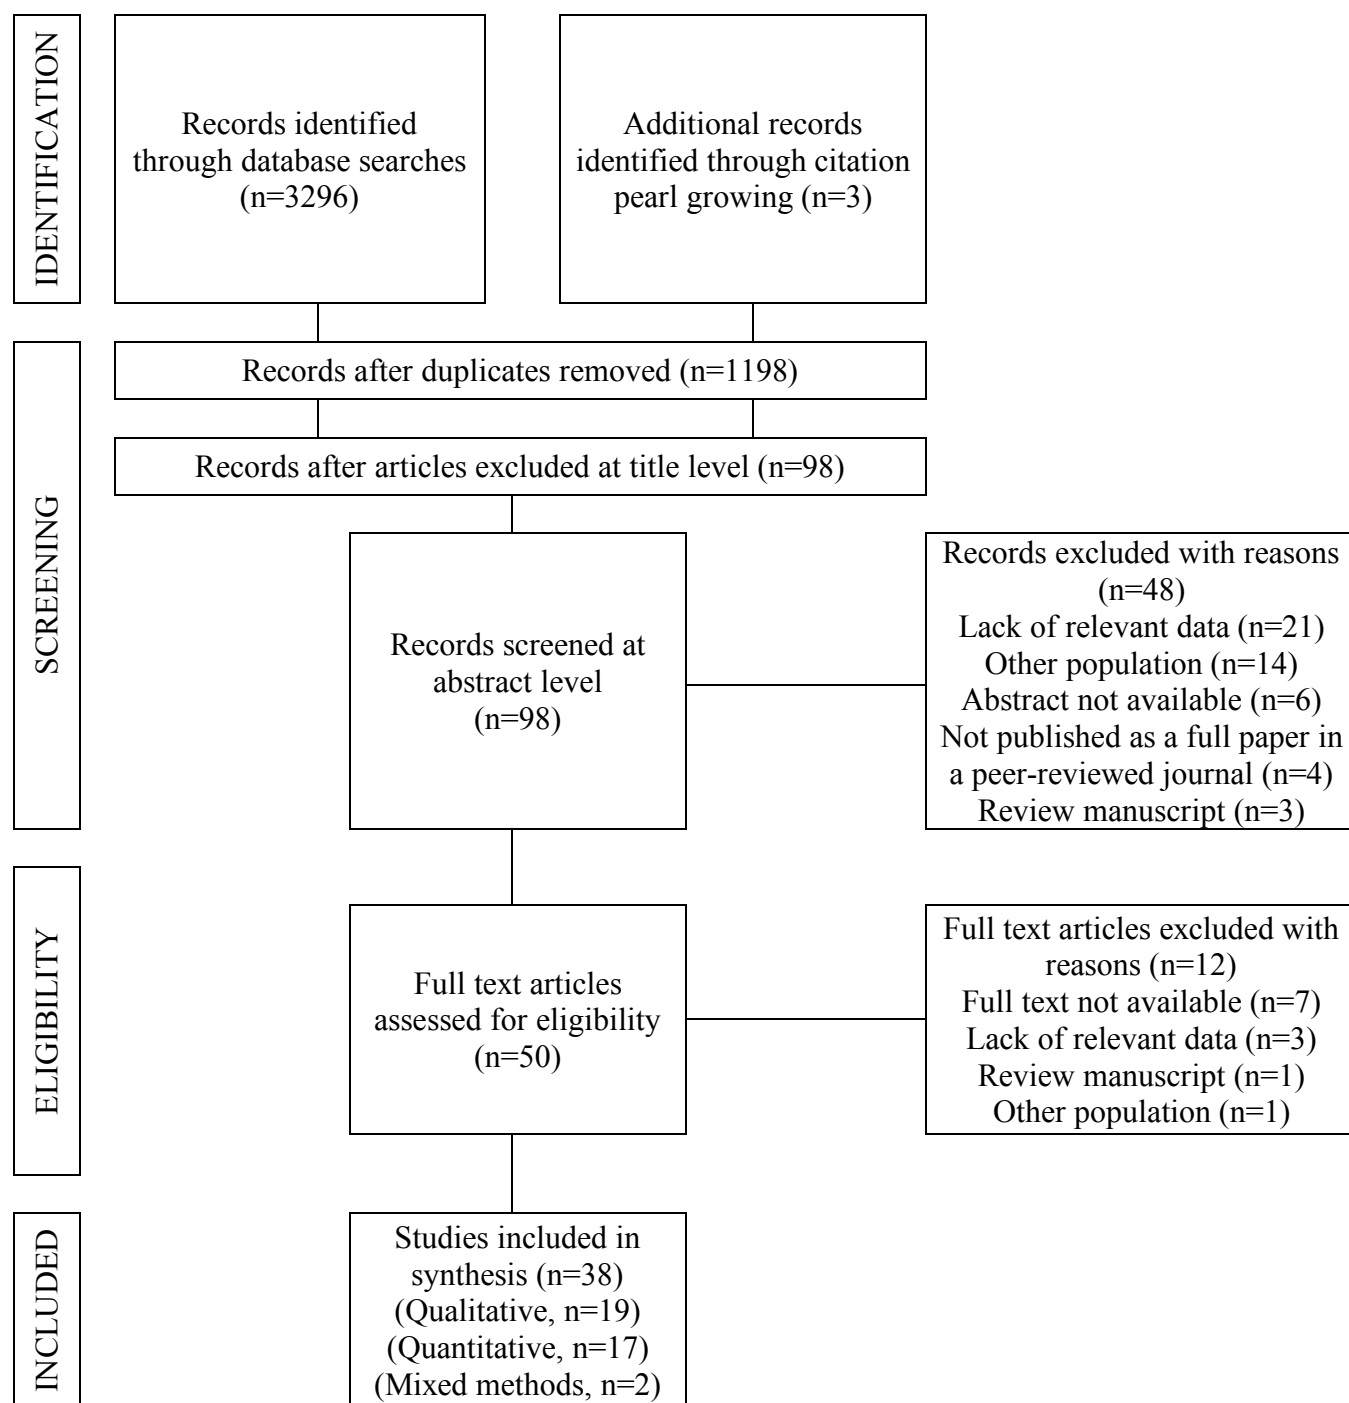 IDENTIFICATION
Records identified
through database searches
(n=3296)
Additional records
identified through citation
pearl growing (n=3)
SCREENING
Records after duplicates removed (n=1198)
Records after articles excluded at title level (n=98)
Records screened at
abstract level
(n=98)
Records excluded with reasons
(n=48)
Lack of relevant data (n=21)
Other population (n=14)
Abstract not available (n=6)
Not published as a full paper in
a peer-reviewed journal (n=4)
Review manuscript (n=3)
ELIGIBILITY
Full text articles
assessed for eligibility
(n=50)
Full text articles excluded with
reasons (n=12)
Full text not available (n=7)
Lack of relevant data (n=3)
Review manuscript (n=1)
Other population (n=1)
INCLUDED
Studies included in
synthesis (n=38)
(Qualitative, n=19)
(Quantitative, n=17)
(Mixed methods, n=2)